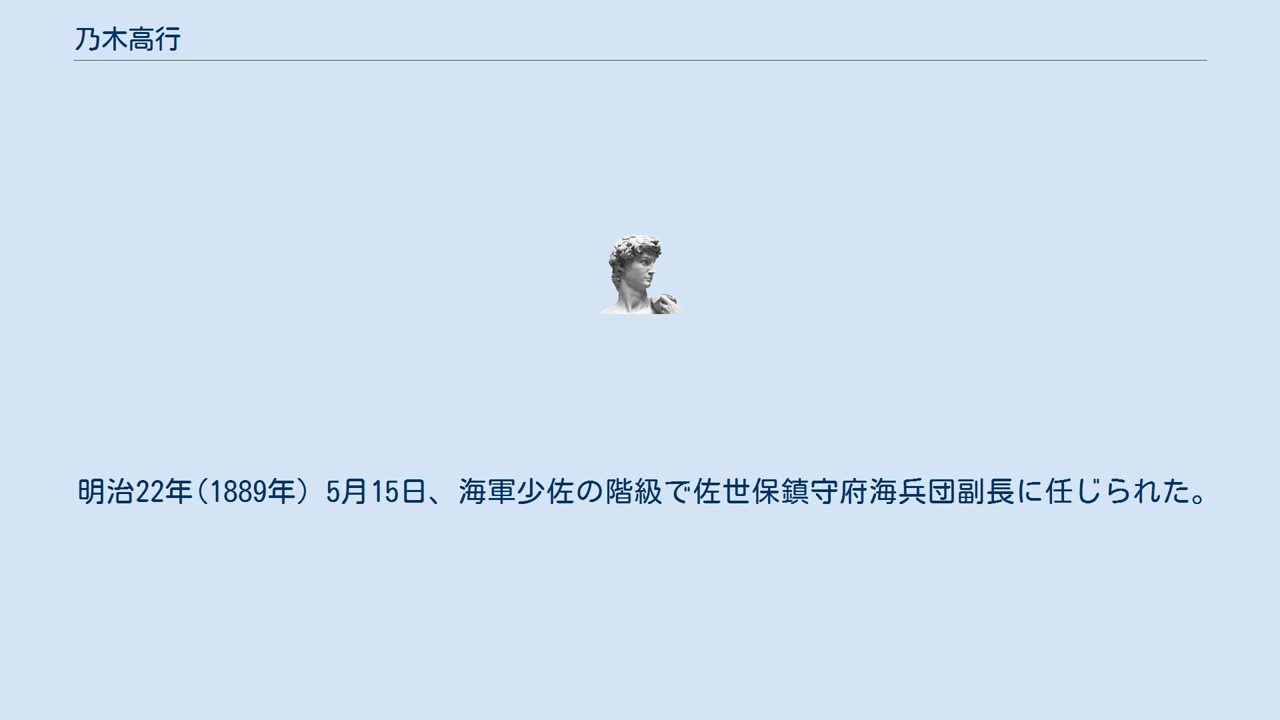 乃木高行
明治22年(1889年) 5月15日、海軍少佐の階級で佐世保鎮守府海兵団副長に任じられた。